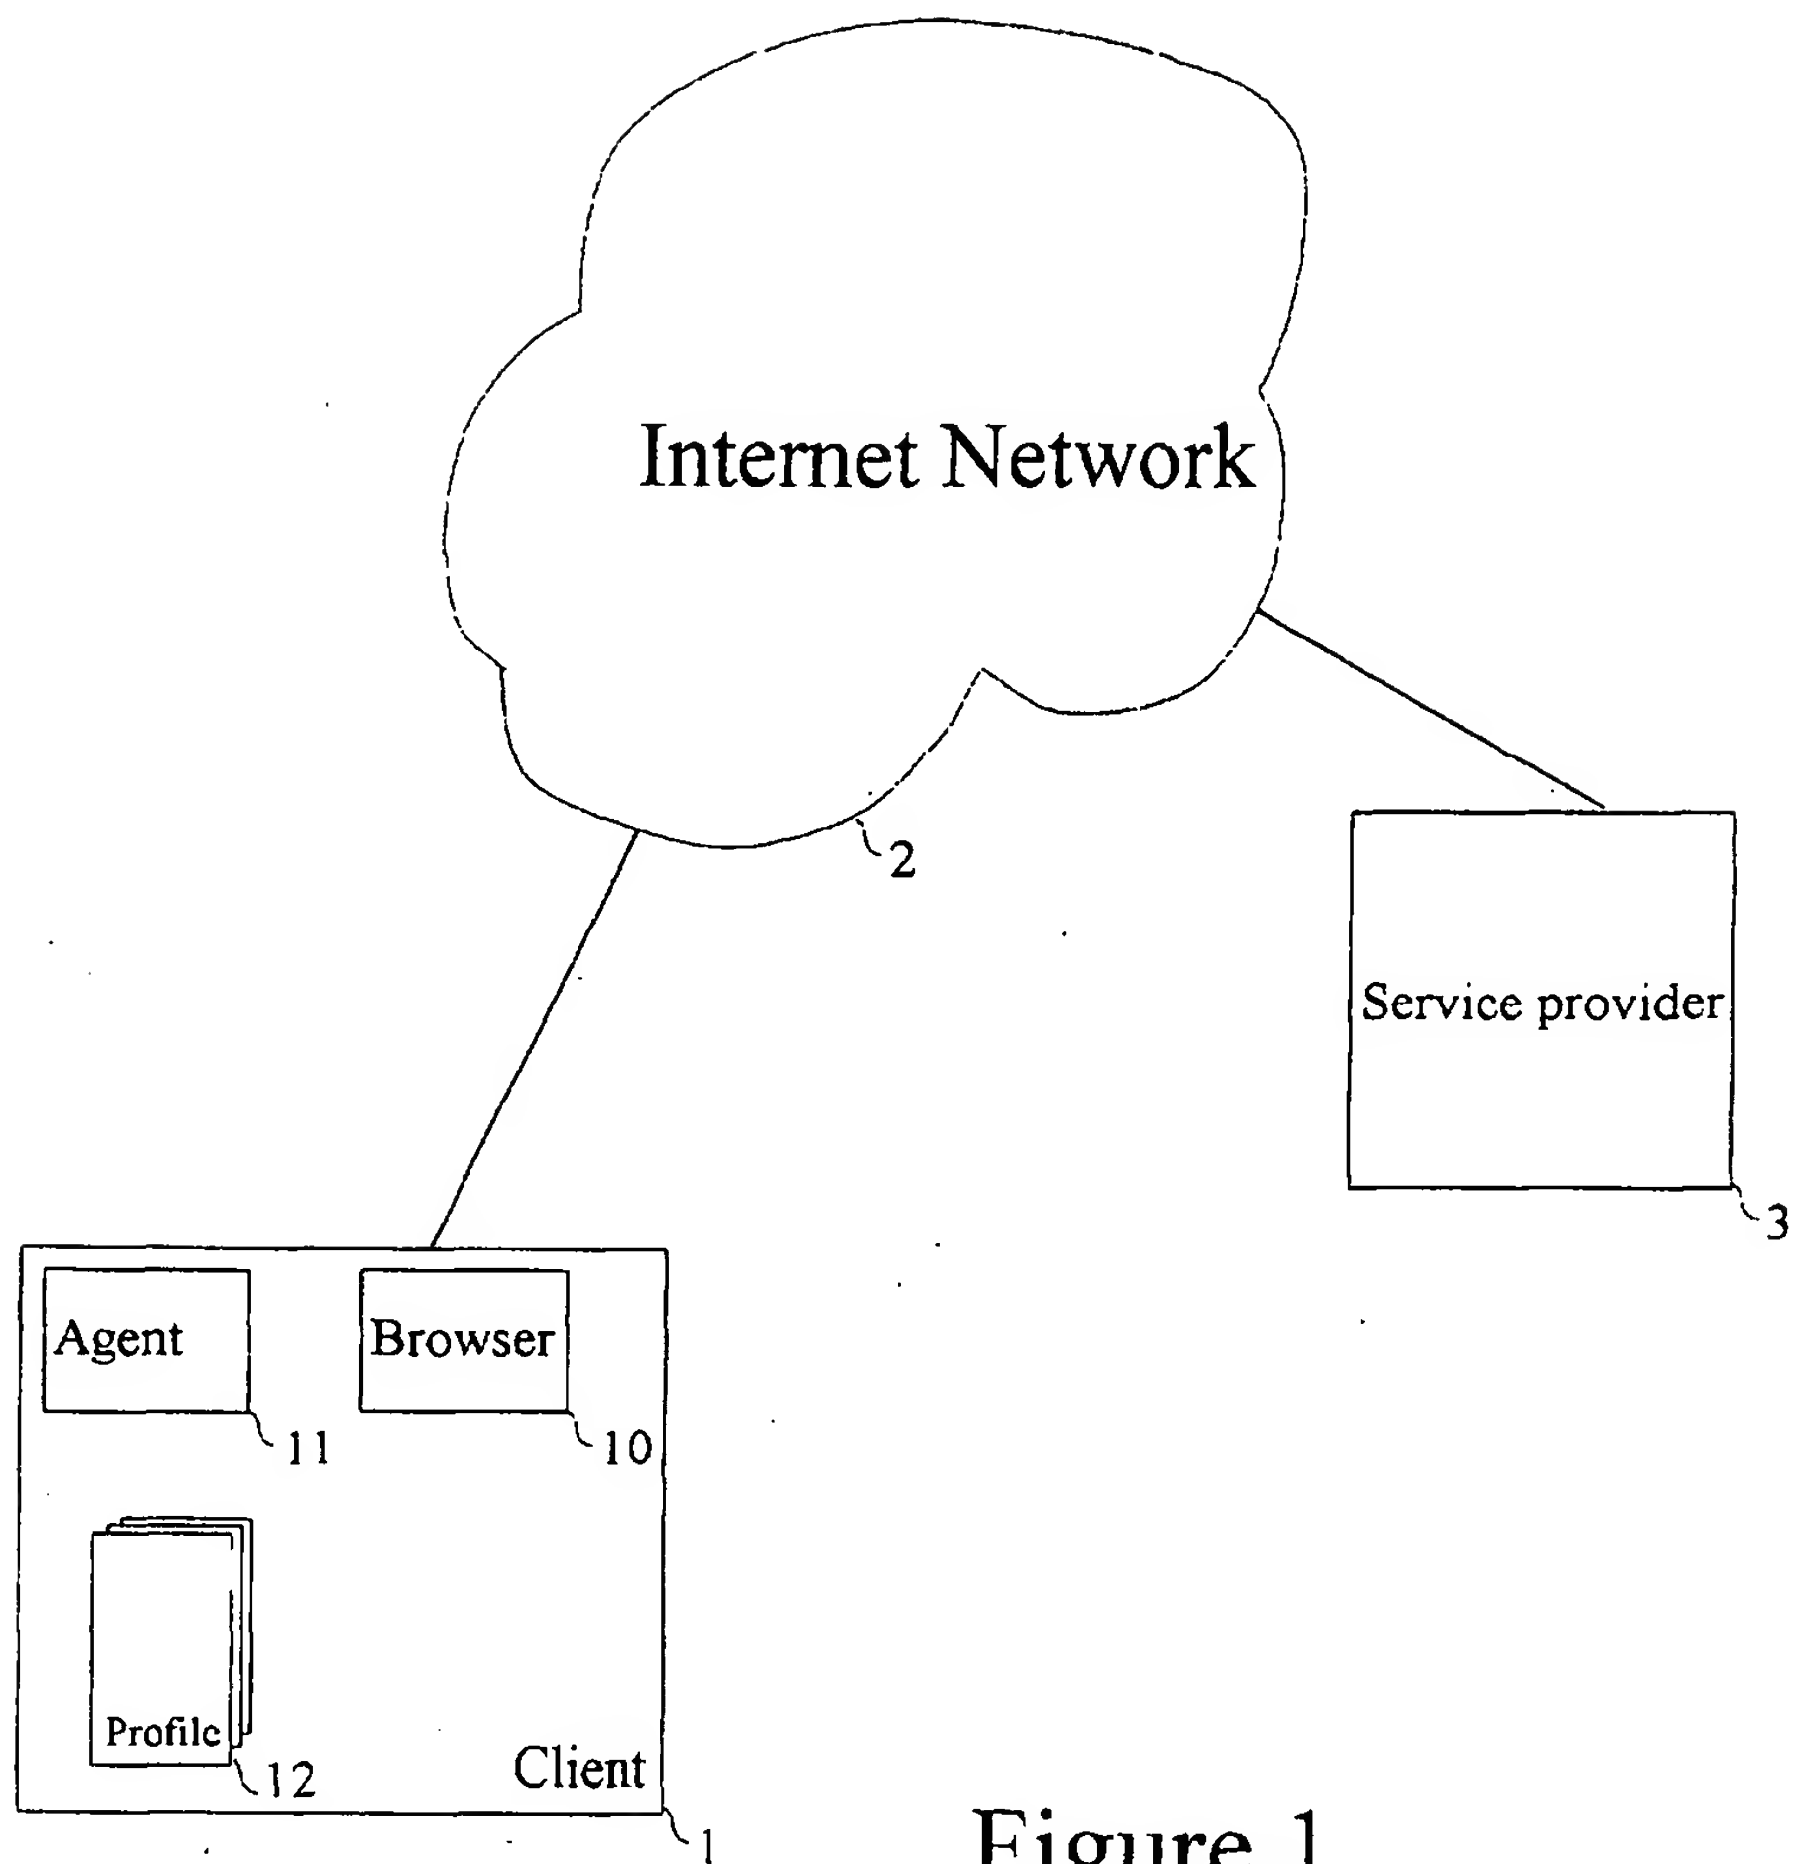 Internet Network
2
Service provider
3
Agent
Browser
11
10
Profile
12
Client
1
Figure 1